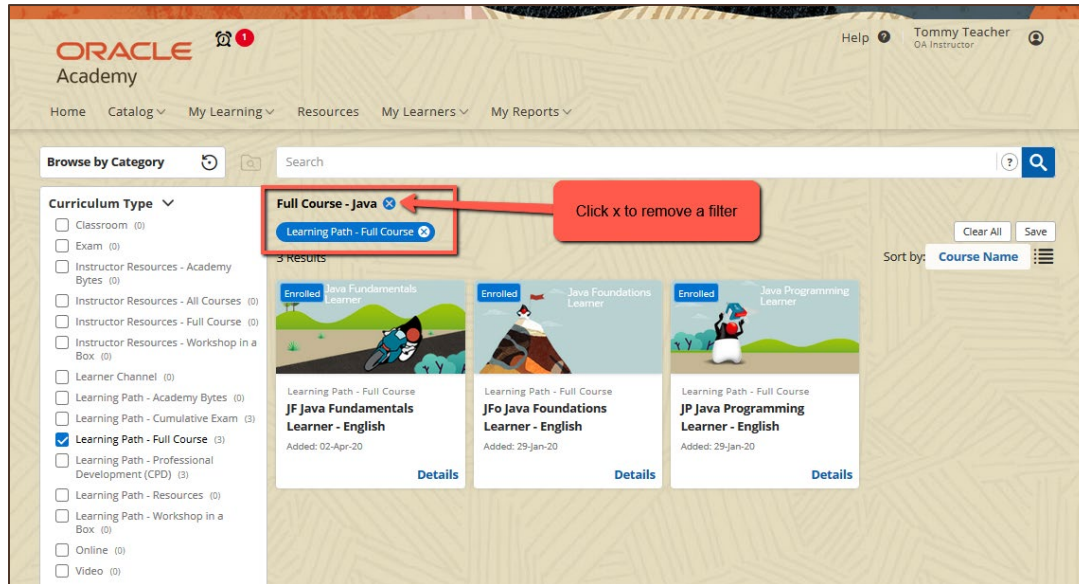 ORACLE
Academy
1
Help ?
Tommy Teacher
OA Instructor
Home Catalog My Learning Resources My Learners My Reports
Browse by Category
Search
?
Curriculum Type
Classroom (0)
Exam (0)
Instructor Resources - Academy
Bytes (0)
Instructor Resources - All Courses (0)
Instructor Resources - Full Course (0)
Instructor Resources - Workshop in a
Box (0)
Learner Channel (0)
Learning Path - Academy Bytes (0)
Learning Path - Cumulative Exam (3)
Learning Path - Full Course (3)
Learning Path - Professional
Development (CPD) (3)
Learning Path - Resources (0)
Learning Path - Workshop in a
Box (0)
Online (0)
Video (0)
Full Course - Java
Learning Path - Full Course
Click x to remove a filter
Clear All Save
3 Results
Sort by: Course Name
Enrolled
Java Fundamentals
Learner
Learning Path - Full Course
JF Java Fundamentals
Learner - English
Added: 02-Apr-20
Details
Enrolled
Java Foundations
Learner
Learning Path - Full Course
JFo Java Foundations
Learner - English
Added: 29-Jan-20
Details
Enrolled
Java Programming
Learner
Learning Path - Full Course
JP Java Programming
Learner - English
Added: 29-Jan-20
Details